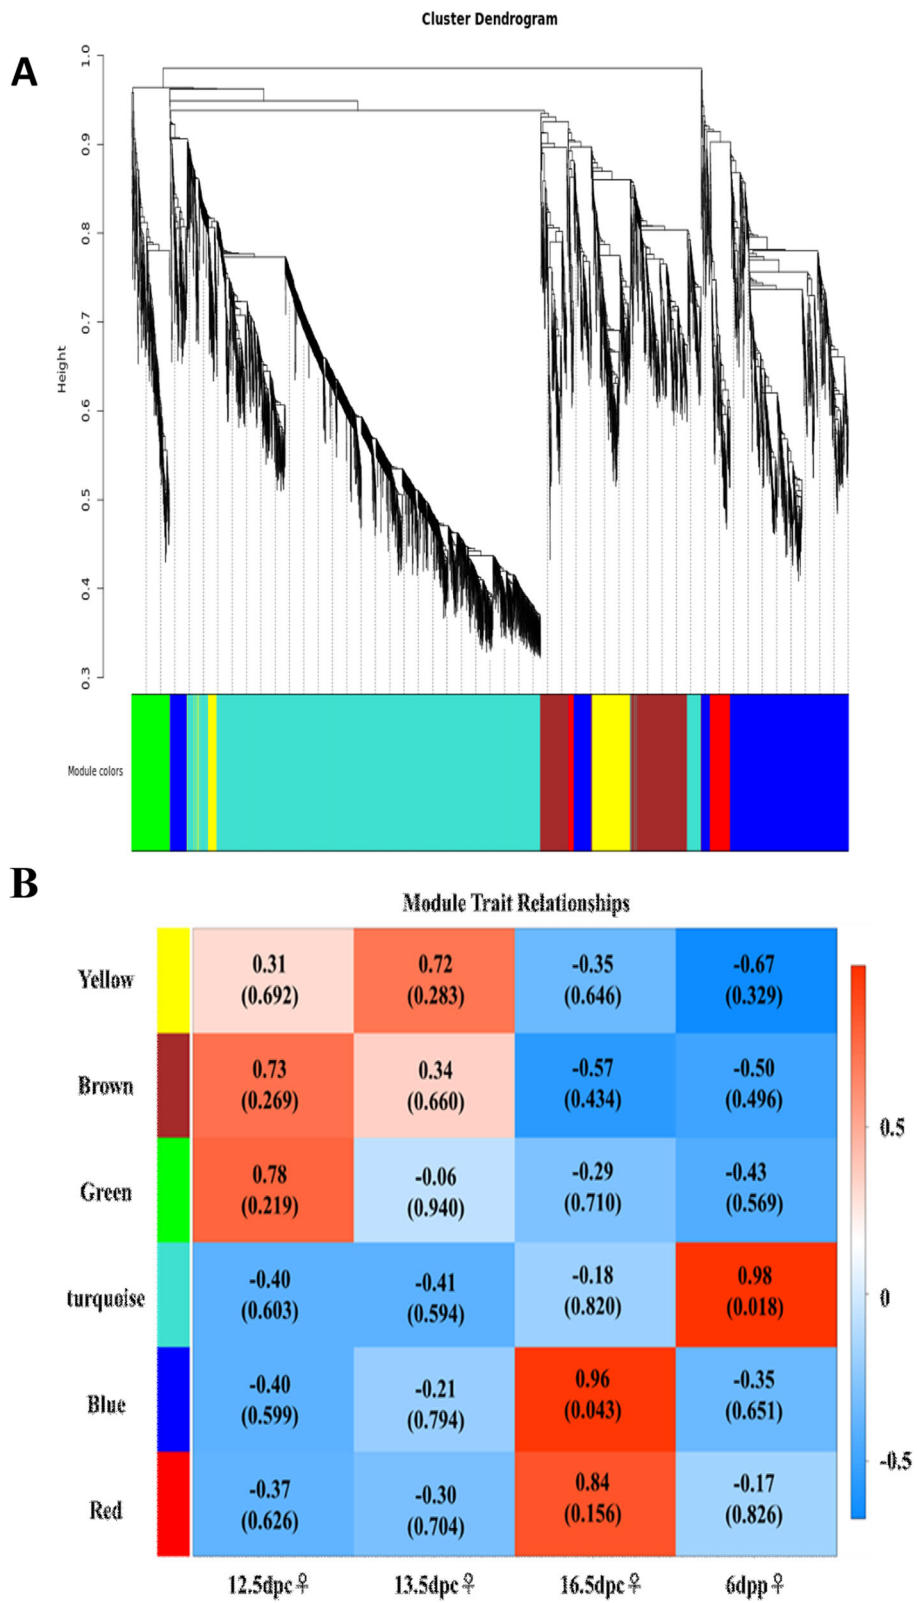 Cluster Dendrogram
A
1.0
0.9
0.8
0.7
0.6
0.5
0.4
0.3
Height
Module colors
B
Module Trait Relationships
Yellow
0.31 0.72 -0.35 -0.67
(0.692) (0.283) (0.646) (0.329)
Brown
0.73 0.34 -0.57 -0.50
(0.269) (0.660) (0.434) (0.496)
Green
0.78 -0.06 -0.29 -0.43
(0.219) (0.940) (0.710) (0.569)
turquoise
-0.40 -0.41 -0.18 0.98
(0.603) (0.594) (0.820) (0.018)
Blue
-0.40 -0.21 0.96 -0.35
(0.599) (0.794) (0.043) (0.651)
Red
-0.37 -0.30 0.84 -0.17
(0.626) (0.704) (0.156) (0.826)
0.5
0
-0.5
12.5dpc♀ 13.5dpc♀ 16.5dpc♀ 6dpp♀